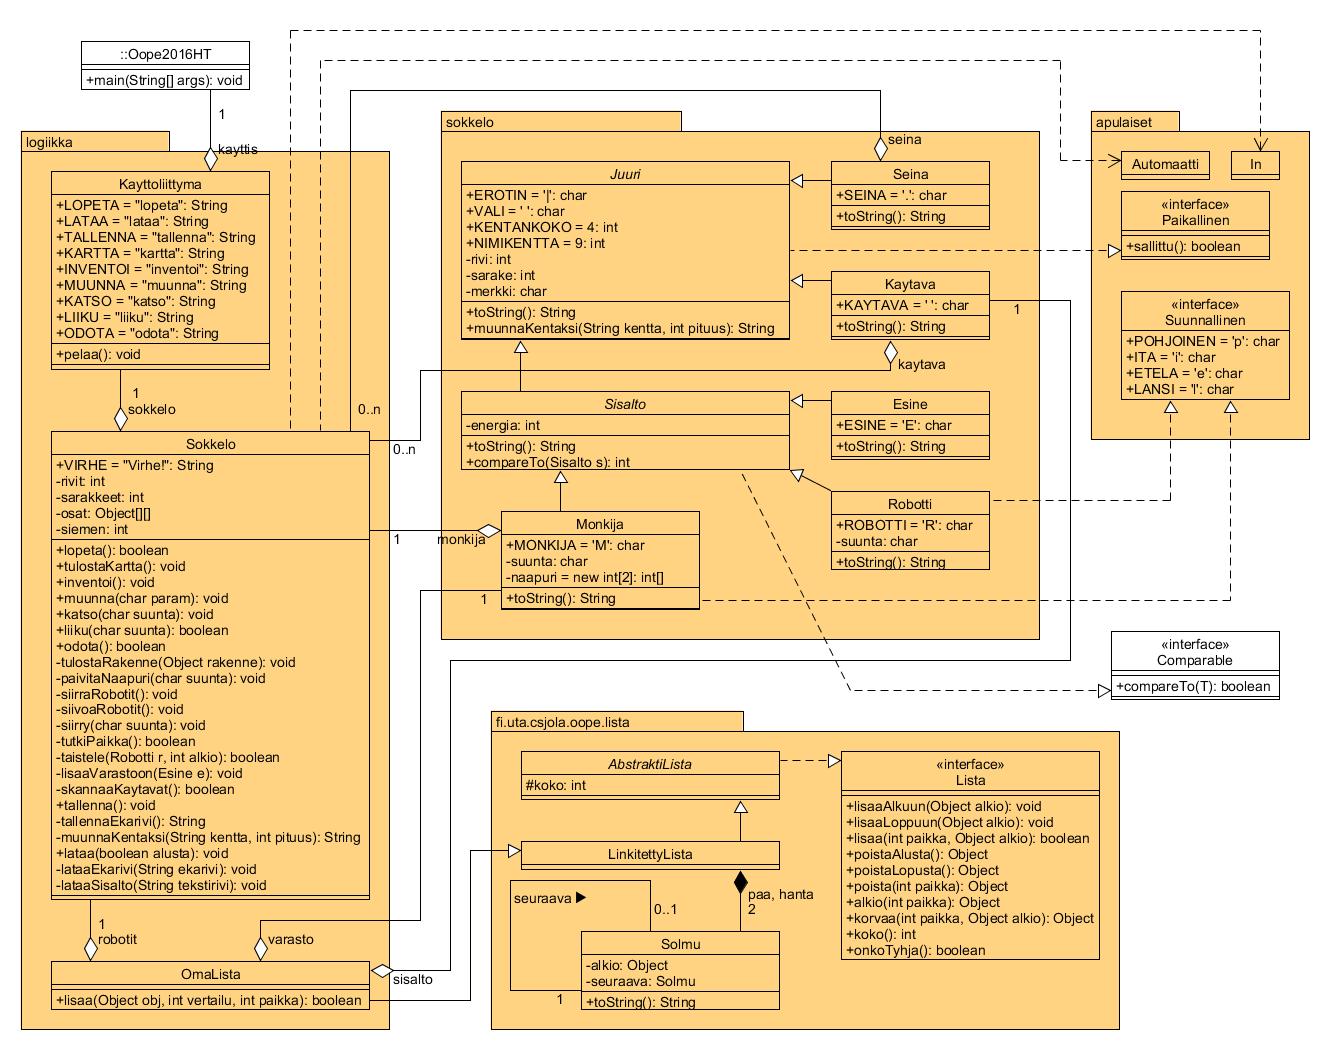 ::Oope2016HT
+main(String[] args): void
1
kayttis
logiikka
Kayttoliittyma
+LOPETA = "lopeta": String
+LATAA = "lataa": String
+TALLENNA = "tallenna": String
+KARTTA = "kartta": String
+INVENTOI = "inventoi": String
+MUUNNA = "muunna": String
+KATSO = "katso": String
+LIIKU = "liiku": String
+ODOTA = "odota": String
+pelaa(): void
1
sokkelo
Sokkelo
+VIRHE = "Virhe!": String
-rivit: int
-sarakkeet: int
-osat: Object[][]
-siemen: int
+lopeta(): boolean
+tulostaKartta(): void
+inventoi(): void
+muunna(char param): void
+katso(char suunta): void
+liiku(char suunta): boolean
+odota(): boolean
-tulostaRakenne(Object rakenne): void
-paivitaNaapuri(char suunta): void
-siirraRobotit(): void
-siivoaRobotit(): void
-siirry(char suunta): void
-tutkiPaikka(): boolean
-taistele(Robotti r, int alkio): boolean
-lisaaVarastoon(Esine e): void
-skannaaKaytavat(): boolean
+tallenna(): void
-tallennaEkarivi(): String
-muunnaKentaksi(String kentta, int pituus): String
+lataa(boolean alusta): void
-lataaEkarivi(String ekarivi): void
-lataaSisalto(String tekstirivi): void
1
robotit
varasto
OmaLista
+lisaa(Object obj, int vertailu, int paikka): boolean
sisalto
0..n
0..n
1
monkija
1
sokkelo
Juuri
+EROTIN = '|': char
+VALI = ' ': char
+KENTANKOKO = 4: int
+NIMIKENTTA = 9: int
-rivi: int
-sarake: int
-merkki: char
+toString(): String
+muunnaKentaksi(String kentta, int pituus): String
seina
Seina
+SEINA = '.': char
+toString(): String
Kaytava
+KAYTAVA = ' ': char
+toString(): String
1
kaytava
Sisalto
-energia: int
+toString(): String
+compareTo(Sisalto s): int
Esine
+ESINE = 'E': char
+toString(): String
Robotti
+ROBOTTI = 'R': char
-suunta: char
+toString(): String
Monkija
+MONKIJA = 'M': char
-suunta: char
-naapuri = new int[2]: int[]
+toString(): String
apulaiset
Automaatti
In
«interface»
Paikallinen
+sallittu(): boolean
«interface»
Suunnallinen
+POHJOINEN = 'p': char
+ITA = 'i': char
+ETELA = 'e': char
+LANSI = 'l': char
«interface»
Comparable
+compareTo(T): boolean
fi.uta.csjola.oope.lista
AbstraktiLista
#koko: int
LinkitettyLista
paa, hanta
2
seuraava
0..1
1
Solmu
-alkio: Object
-seuraava: Solmu
+toString(): String
«interface»
Lista
+lisaaAlkuun(Object alkio): void
+lisaaLoppuun(Object alkio): void
+lisaa(int paikka, Object alkio): boolean
+poistaAlusta(): Object
+poistaLopusta(): Object
+poista(int paikka): Object
+alkio(int paikka): Object
+korvaa(int paikka, Object alkio): Object
+koko(): int
+onkoTyhja(): boolean